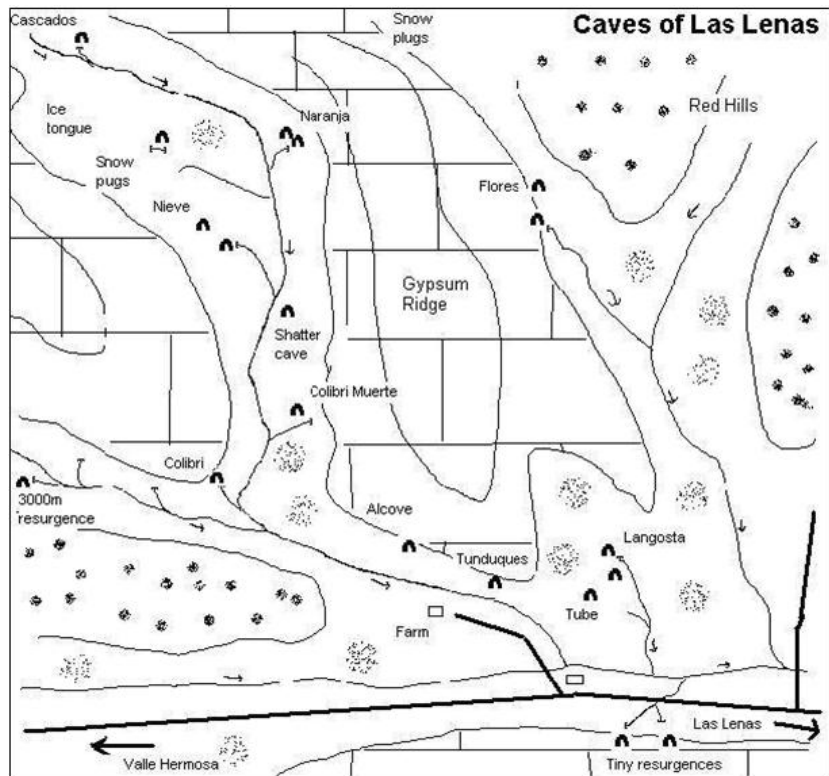 Caves of Las Lenas
Cascados
Snow
plugs
Red Hills
Ice
tongue
Naranja
Snow
pugs
Flores
Nieve
Gypsum
Ridge
Shatter
cave
Colibri Muerte
Colibri
3000m
resurgence
Alcove
Langosta
Tunduques
Tube
Farm
Las Lenas
Valle Hermosa
Tiny resurgences